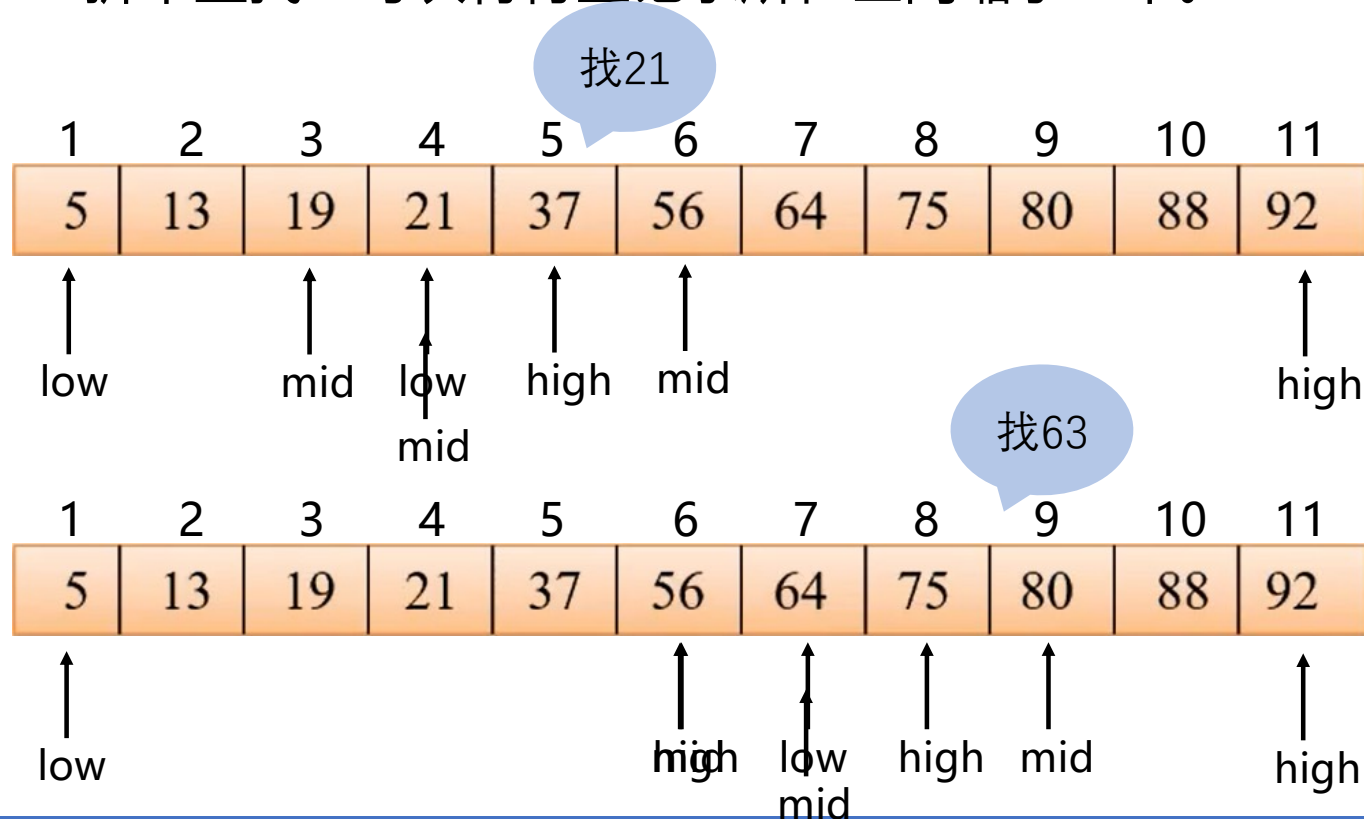 找21
1 2 3 4 5 6 7 8 9 10 11
5 13 19 21 37 56 64 75 80 88 92
low mid low high mid high
mid
找63
1 2 3 4 5 6 7 8 9 10 11
5 13 19 21 37 56 64 75 80 88 92
low mid high low high mid high
mid